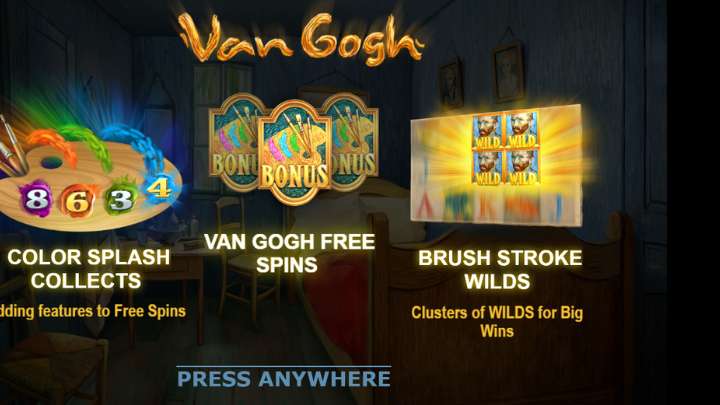 Van Gogh
8 6 3 4
BONUS
BONUS
BONUS
WILD WILD
WILD WILD
COLOR SPLASH
COLLECTS
dding features to Free Spins
VAN GOGH FREE
SPINS
BRUSH STROKE
WILDS
Clusters of WILDS for Big
Wins
PRESS ANYWHERE